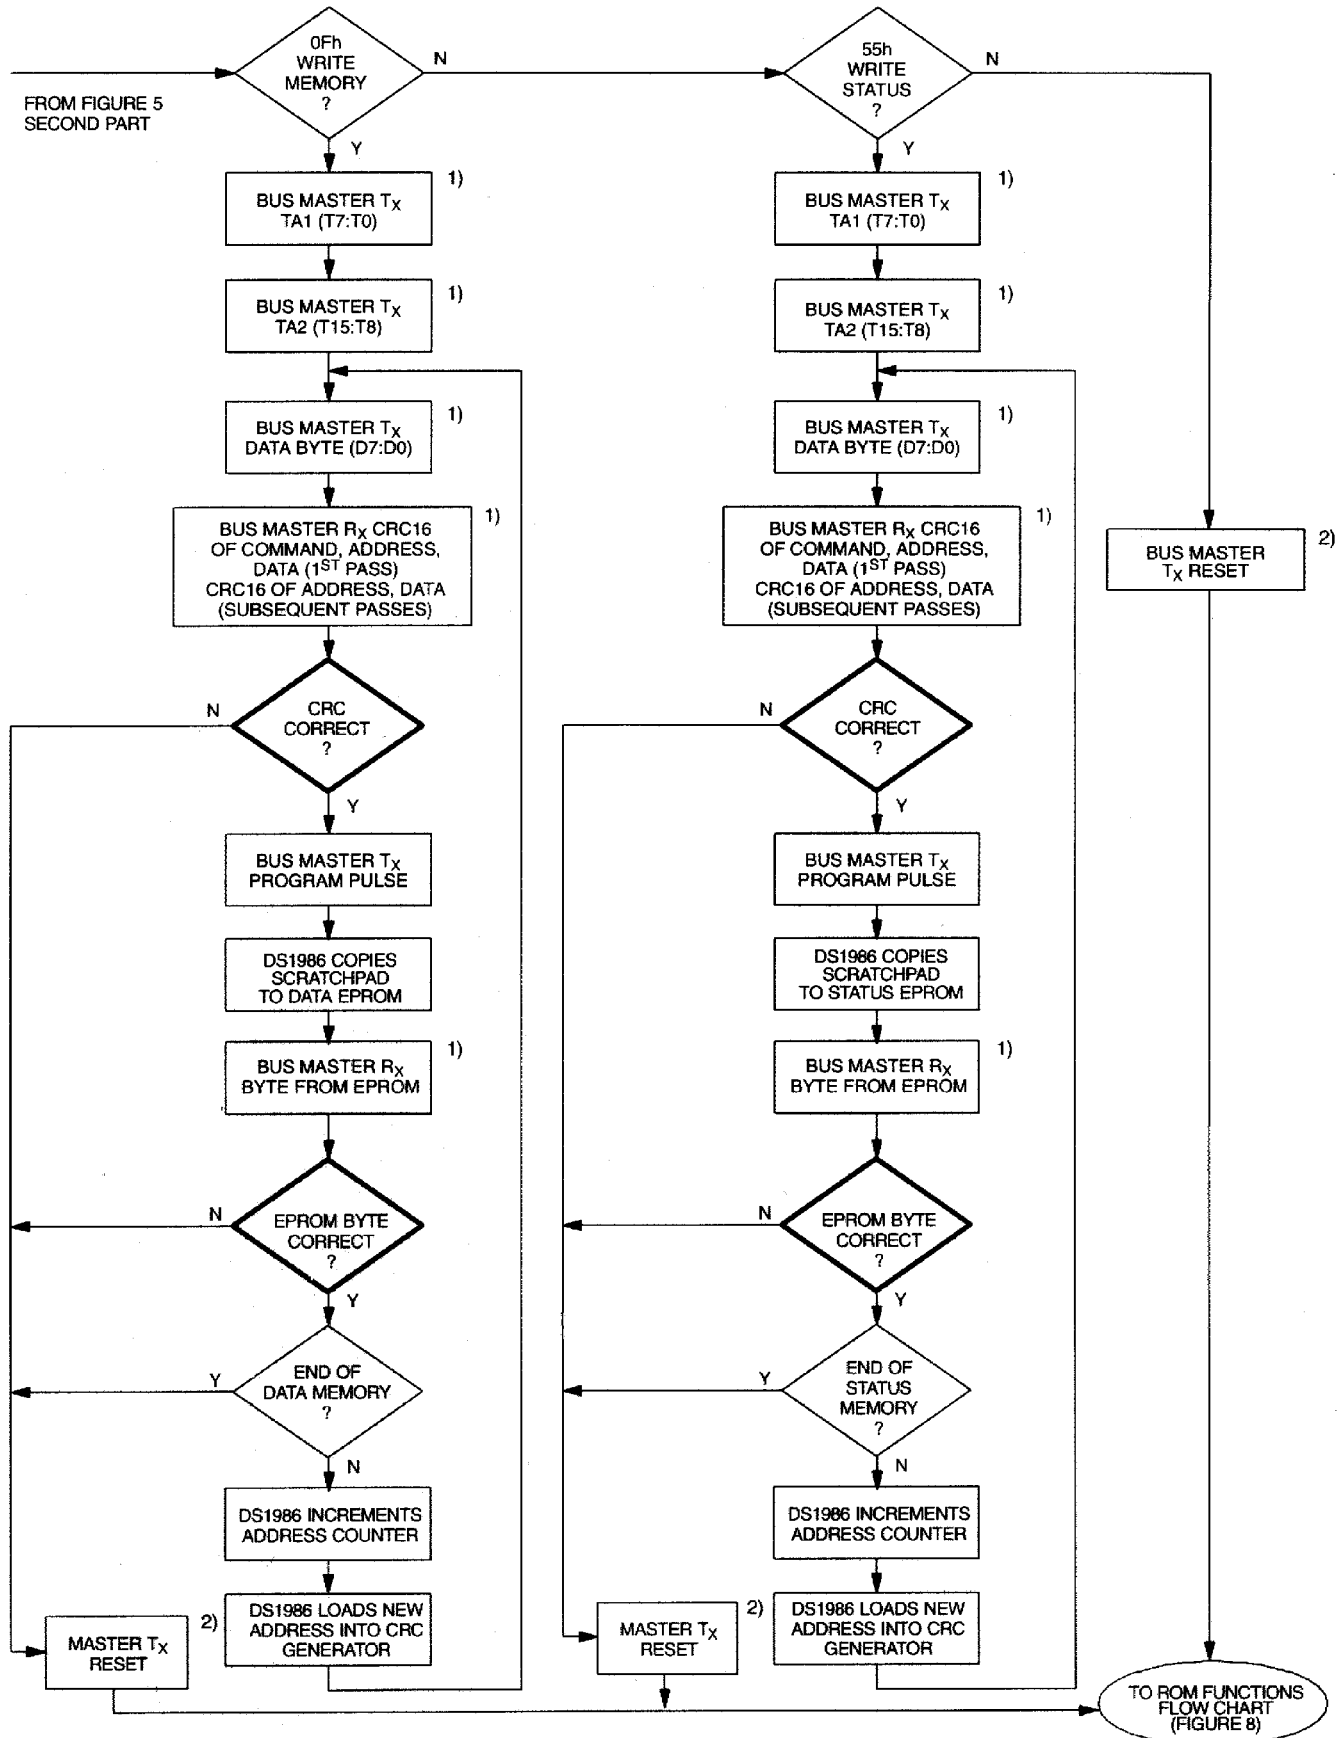 0Fh
WRITE
MEMORY
?
N
Y
FROM FIGURE 5
SECOND PART
BUS MASTER TX
TA1 (T7:T0)
1)
BUS MASTER TX
TA2 (T15:T8)
1)
BUS MASTER TX
DATA BYTE (D7:D0)
1)
BUS MASTER RX CRC16
OF COMMAND, ADDRESS,
DATA (1ST PASS)
CRC16 OF ADDRESS, DATA
(SUBSEQUENT PASSES)
1)
CRC
CORRECT
?
N
Y
BUS MASTER TX
PROGRAM PULSE
DS1986 COPIES
SCRATCHPAD
TO DATA EPROM
BUS MASTER RX
BYTE FROM EPROM
1)
EPROM BYTE
CORRECT
?
N
Y
END OF
DATA MEMORY
?
Y
N
DS1986 INCREMENTS
ADDRESS COUNTER
DS1986 LOADS NEW
ADDRESS INTO CRC
GENERATOR
MASTER TX
RESET
2)
55h
WRITE
STATUS
?
N
Y
BUS MASTER TX
TA1 (T7:T0)
1)
BUS MASTER TX
TA2 (T15:T8)
1)
BUS MASTER TX
DATA BYTE (D7:D0)
1)
BUS MASTER RX CRC16
OF COMMAND, ADDRESS,
DATA (1ST PASS)
CRC16 OF ADDRESS, DATA
(SUBSEQUENT PASSES)
1)
CRC
CORRECT
?
N
Y
BUS MASTER TX
PROGRAM PULSE
DS1986 COPIES
SCRATCHPAD
TO STATUS EPROM
BUS MASTER RX
BYTE FROM EPROM
1)
EPROM BYTE
CORRECT
?
N
Y
END OF
STATUS
MEMORY
?
Y
N
DS1986 INCREMENTS
ADDRESS COUNTER
DS1986 LOADS NEW
ADDRESS INTO CRC
GENERATOR
MASTER TX
RESET
2)
BUS MASTER
TX RESET
2)
TO ROM FUNCTIONS
FLOW CHART
(FIGURE 8)